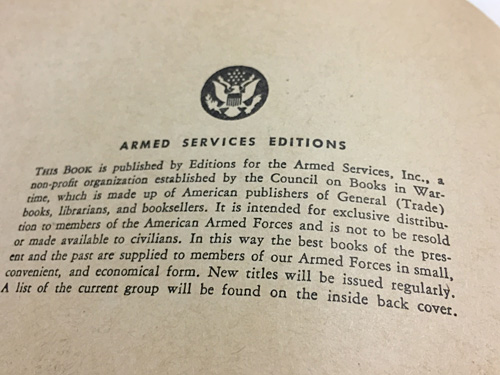 ARMED SERVICES EDITIONS
THIS BOOK is published by Editions for the Armed Services, Inc., a
non-profit organization established by the Council on Books in War-
time, which is made up of American publishers of General (Trade)
books, librarians, and booksellers. It is intended for exclusive distribu-
tion to members of the American Armed Forces and is not to be resold
or made available to civilians. In this way the best books of the pres-
ent and the past are supplied to members of our Armed Forces in small,
convenient, and economical form. New titles will be issued regularly.
A list of the current group will be found on the inside back cover.